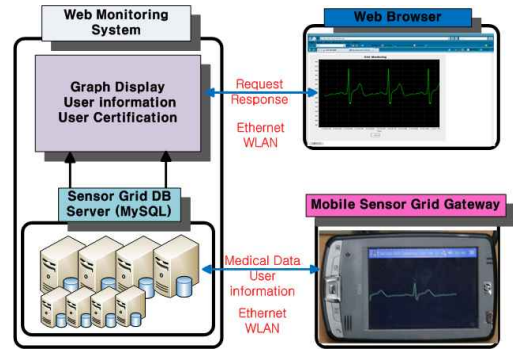 Web Monitoring
System
Graph Display
User information
User Certification
Sensor Grid DB
Server (MySQL)
Request
Response
Ethernet
WLAN
Medical Data
User
information
Ethernet
WLAN
Web Browser
Mobile Sensor Grid Gateway